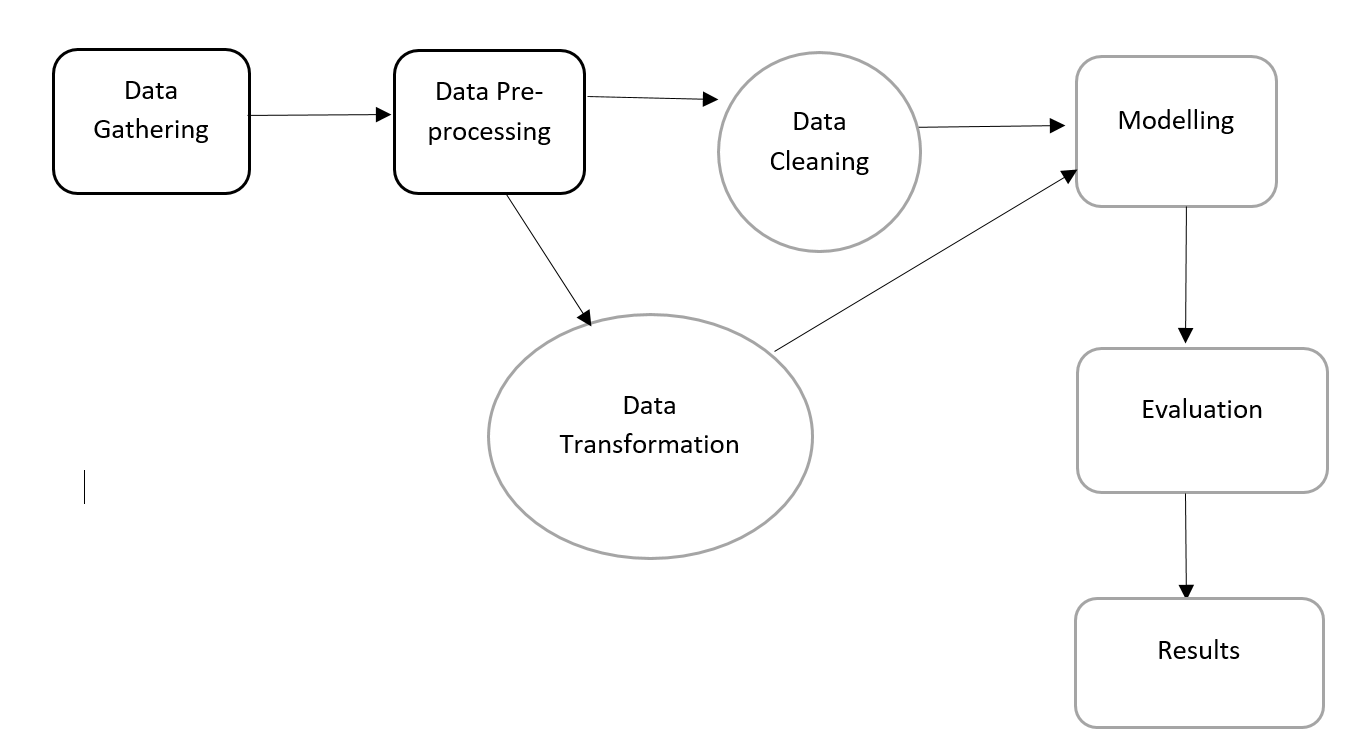 Data
Gathering
Data Pre-
processing
Data
Cleaning
Modelling
Data
Transformation
Evaluation
Results